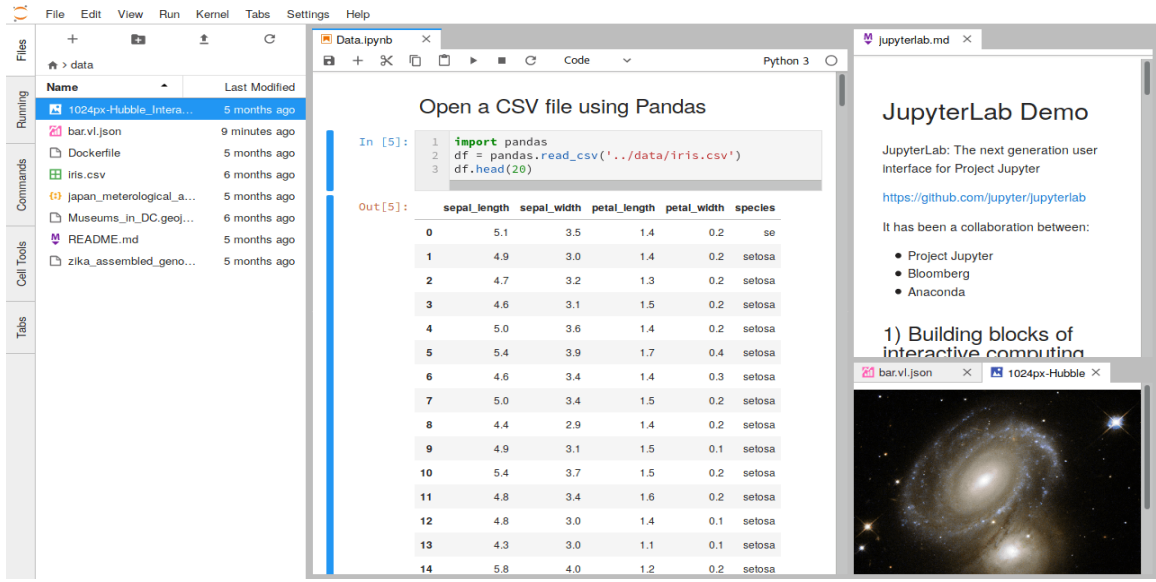 File Edit View Run Kernel Tabs Settings Help
Files
Running
Commands
Cell Tools
Tabs
> data
Name Last Modified
1024px-Hubble_Intera... 5 months ago
bar.vl.json 9 minutes ago
Dockerfile 5 months ago
iris.csv 6 months ago
japan_meterological_a... 5 months ago
Museums_in_DC.geoj... 6 months ago
README.md 5 months ago
zika_assembled_geno... 5 months ago
Data.ipynb
Code Python 3
Open a CSV file using Pandas
In [5]:
1 import pandas
2 df = pandas.read_csv('../data/iris.csv')
3 df.head(20)
Out[5]:
sepal_length sepal_width petal_length petal_width species
0 5.1 3.5 1.4 0.2 se
1 4.9 3.0 1.4 0.2 setosa
2 4.7 3.2 1.3 0.2 setosa
3 4.6 3.1 1.5 0.2 setosa
4 5.0 3.6 1.4 0.2 setosa
5 5.4 3.9 1.7 0.4 setosa
6 4.6 3.4 1.4 0.3 setosa
7 5.0 3.4 1.5 0.2 setosa
8 4.4 2.9 1.4 0.2 setosa
9 4.9 3.1 1.5 0.1 setosa
10 5.4 3.7 1.5 0.2 setosa
11 4.8 3.4 1.6 0.2 setosa
12 4.8 3.0 1.4 0.1 setosa
13 4.3 3.0 1.1 0.1 setosa
14 5.8 4.0 1.2 0.2 setosa
jupyterlab.md
JupyterLab Demo
JupyterLab: The next generation user
interface for Project Jupyter
https://github.com/jupyter/jupyterlab
It has been a collaboration between:
• Project Jupyter
• Bloomberg
• Anaconda
1) Building blocks of
interactive computing
bar.vl.json
1024px-Hubble